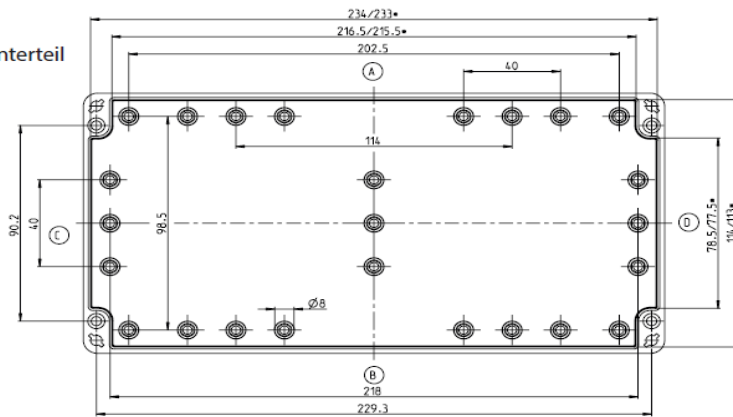 234/233*
216.5/215.5*
nterteil
202.5
A
40
114
90.2
40
C
98.5
D
78.5/77.5*
114/113*
Ø8
B
218
229.3